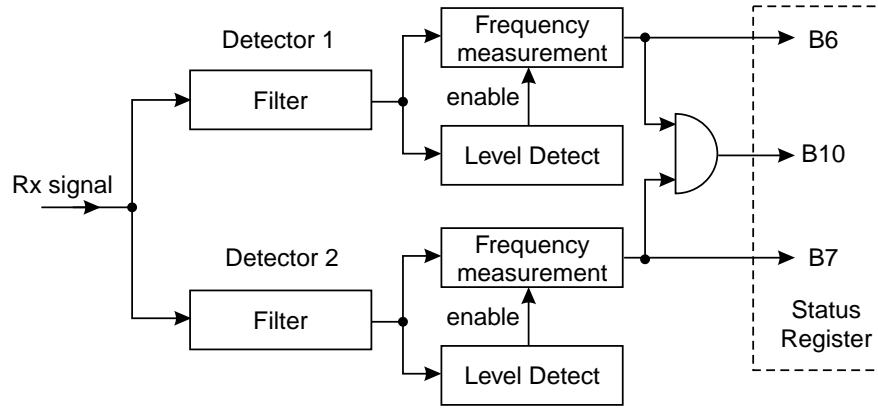 Detector 1
Frequency
measurement
B6
Filter
enable
Level Detect
B10
Rx signal
Detector 2
Frequency
measurement
B7
Filter
enable
Level Detect
Status
Register